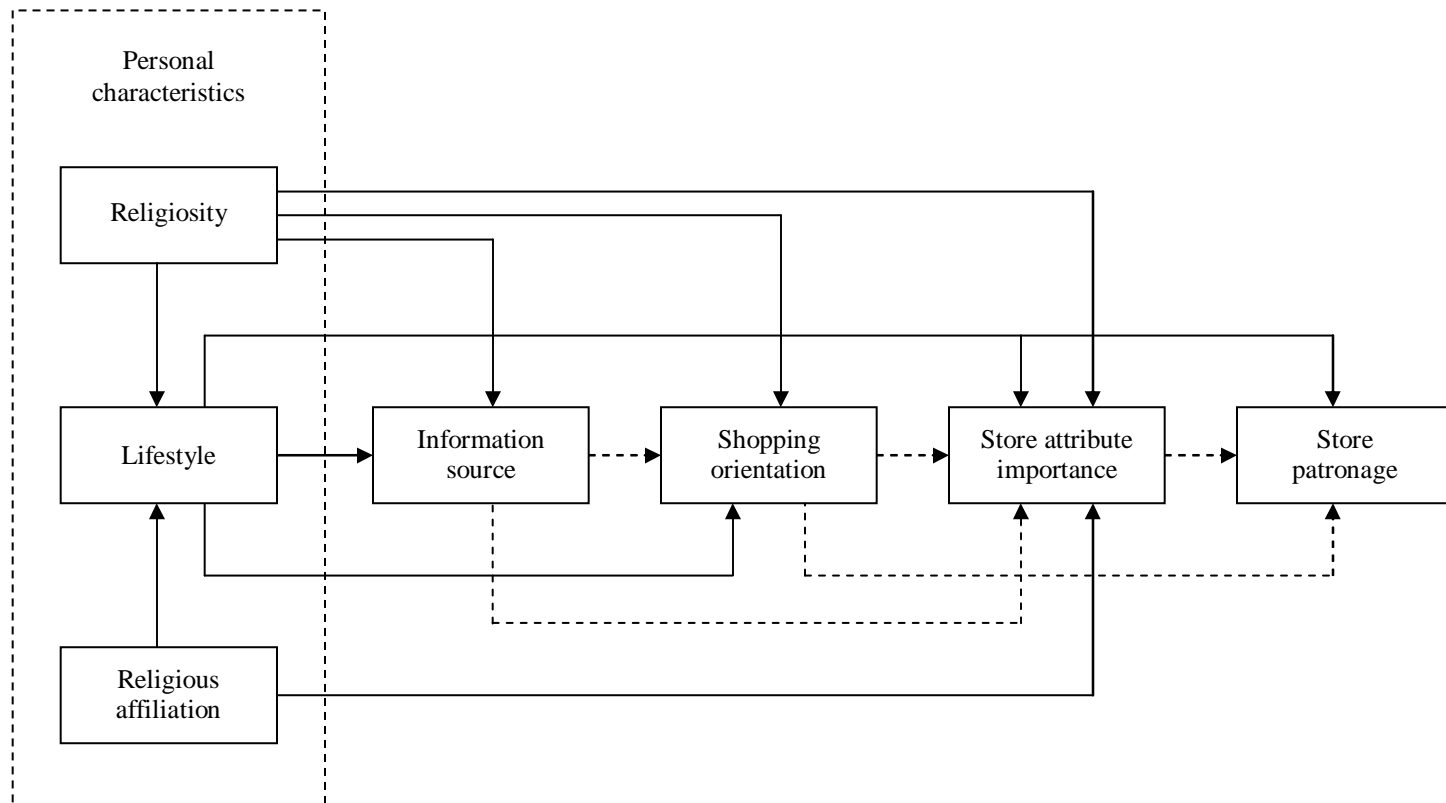 Personal
characteristics
Religiosity
Lifestyle
Information
source
Shopping
orientation
Store attribute
importance
Store
patronage
Religious
affiliation